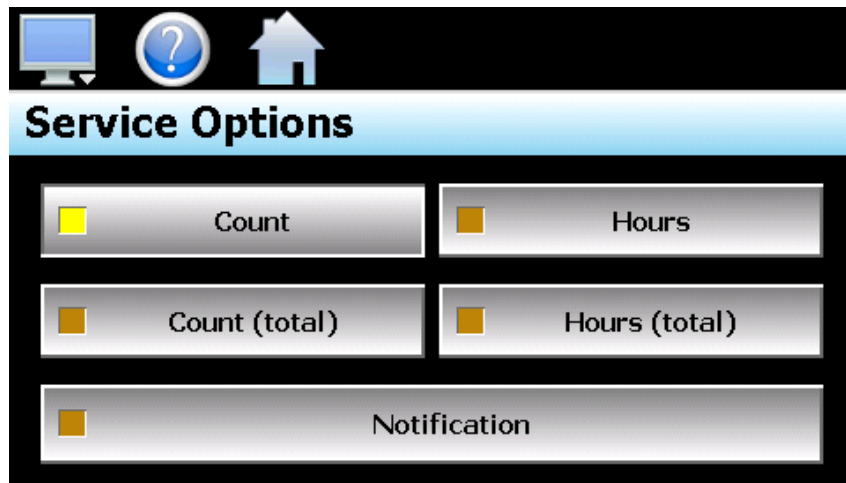 ?
Service Options
Count
Hours
Count (total)
Hours (total)
Notification